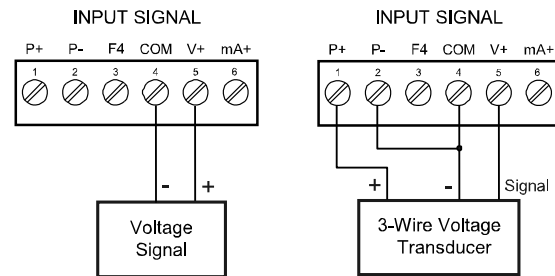 INPUT SIGNAL
P+ P- F4 COM V+ mA+
1 2 3 4 5 6
- +
Voltage
Signal
INPUT SIGNAL
P+ P- F4 COM V+ mA+
1 2 3 4 5 6
+ - Signal
3-Wire Voltage
Transducer